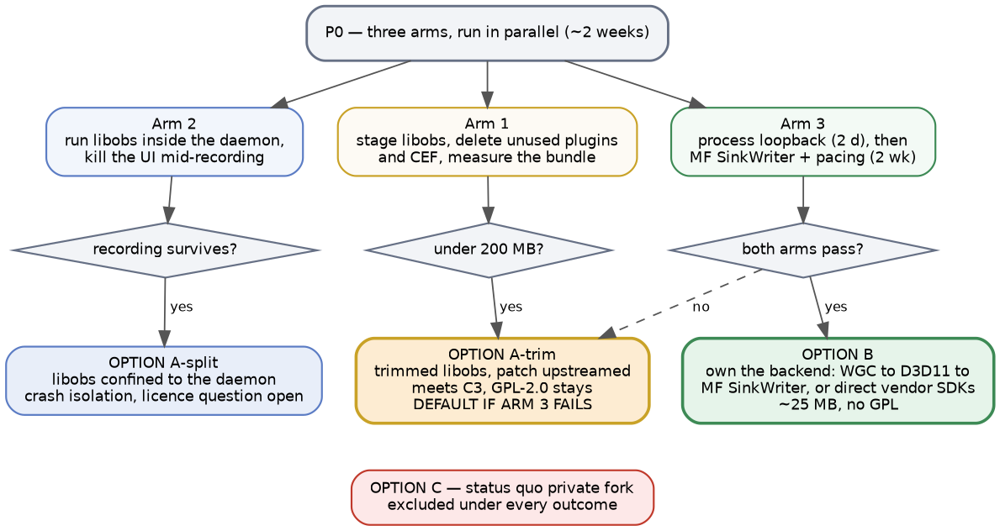 P0 — three arms, run in parallel (~2 weeks)
Arm 2
run libobs inside the daemon,
kill the UI mid-recording
Arm 1
stage libobs, delete unused plugins
and CEF, measure the bundle
Arm 3
process loopback (2 d), then
MF SinkWriter + pacing (2 wk)
recording survives?
under 200 MB?
both arms pass?
yes
yes
no
yes
OPTION A-split
libobs confined to the daemon
crash isolation, licence question open
OPTION A-trim
trimmed libobs, patch upstreamed
meets C3, GPL-2.0 stays
DEFAULT IF ARM 3 FAILS
OPTION B
own the backend: WGC to D3D11 to
MF SinkWriter, or direct vendor SDKs
~25 MB, no GPL
OPTION C — status quo private fork
excluded under every outcome